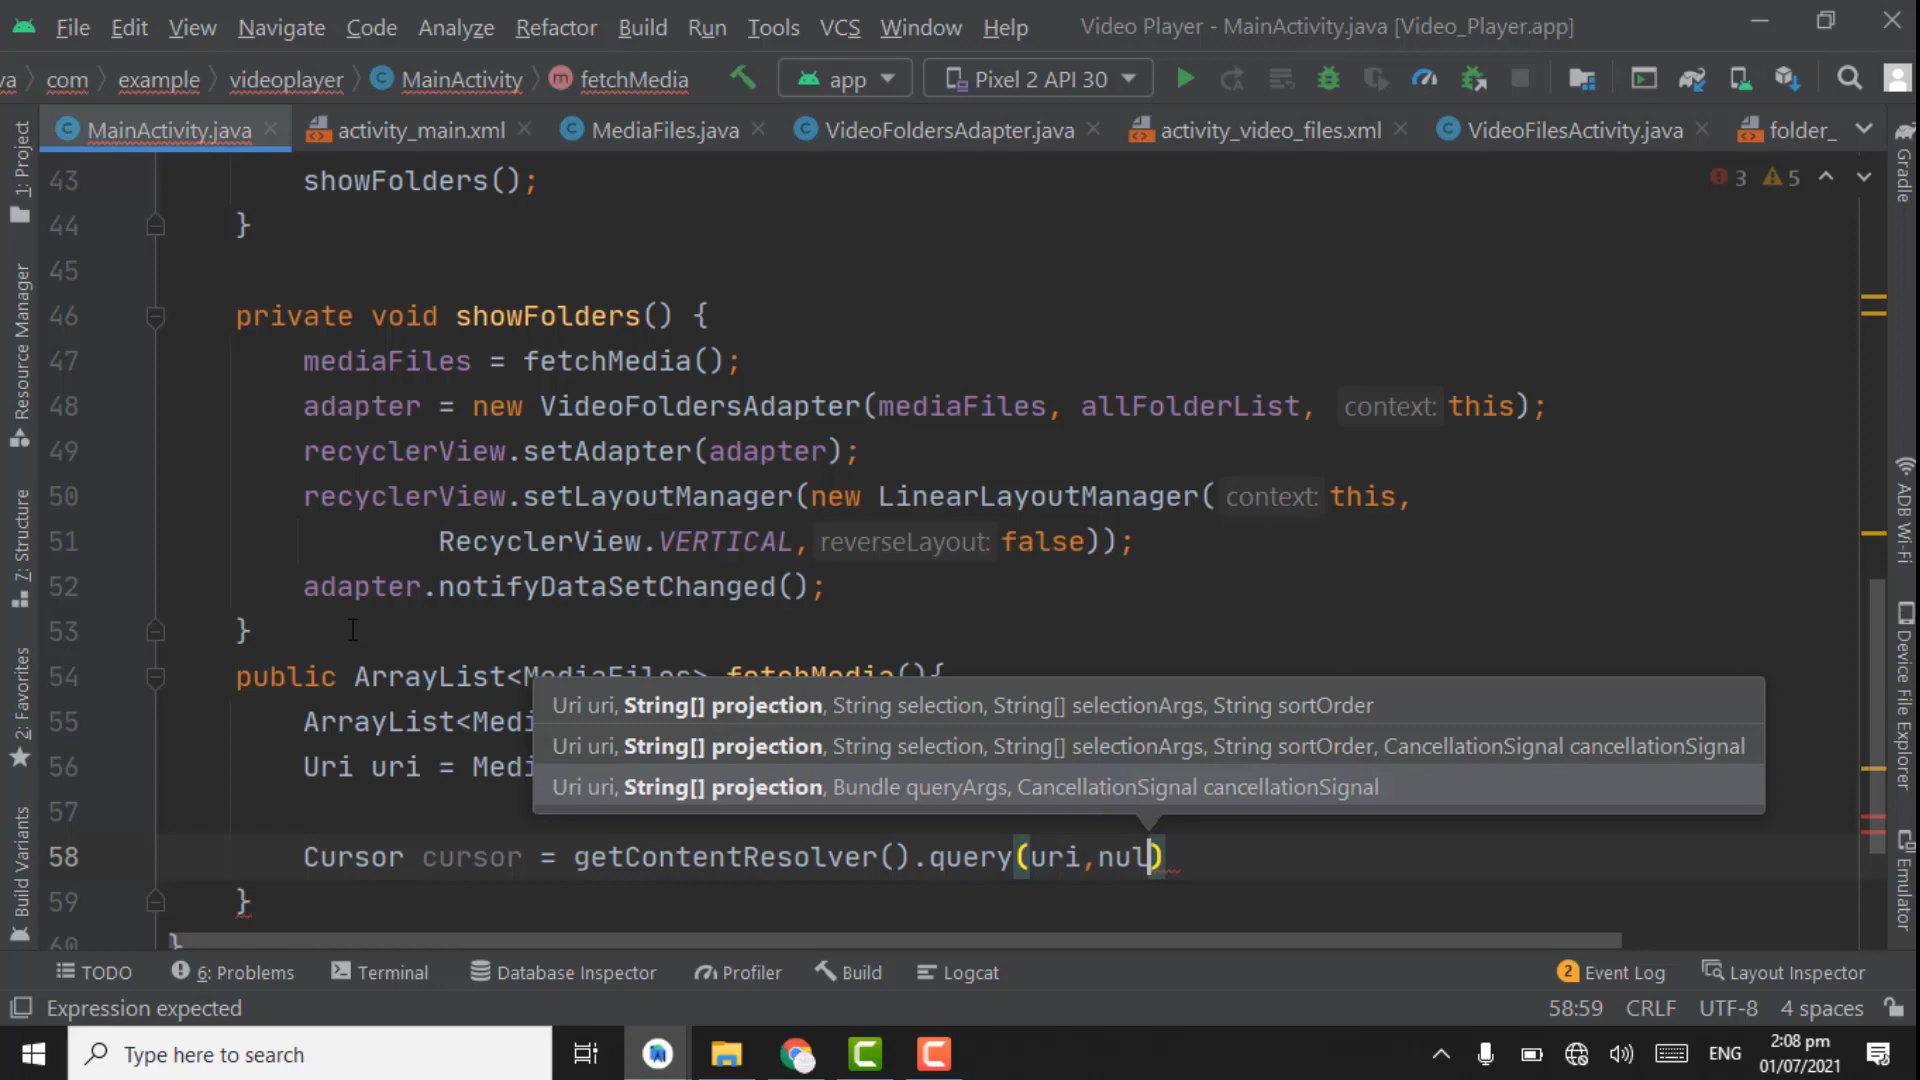 File Edit View Navigate Code Analyze Refactor Build Run Tools VCS Window Help Video Player - MainActivity.java [Video_Player.app]
va com example videoplayer MainActivity fetchMedia app Pixel 2 API 30
MainActivity.java activity_main.xml MediaFiles.java VideoFoldersAdapter.java activity_video_files.xml VideoFilesActivity.java folder_
43 showFolders(); 3 5
44 }
45
46 private void showFolders() {
47 mediaFiles = fetchMedia();
48 adapter = new VideoFoldersAdapter(mediaFiles, allFolderList, context: this);
49 recyclerView.setAdapter(adapter);
50 recyclerView.setLayoutManager(new LinearLayoutManager( context: this,
51 RecyclerView.VERTICAL, reverseLayout: false));
52 adapter.notifyDataSetChanged();
53 }
54 public ArrayList<MediaFiles> fetchMedia(){
Uri uri, String[] projection, String selection, String[] selectionArgs, String sortOrder
55 ArrayList<Medi
Uri uri, String[] projection, String selection, String[] selectionArgs, String sortOrder, CancellationSignal cancellationSignal
56 Uri uri = Medi
Uri uri, String[] projection, Bundle queryArgs, CancellationSignal cancellationSignal
57
58 Cursor cursor = getContentResolver().query(uri,nul)
59 }
60 }
1: Project
Resource Manager
7: Structure
2: Favorites
Build Variants
Gradle
ADB Wi-Fi
Device File Explorer
Emulator
TODO 6: Problems Terminal Database Inspector Profiler Build Logcat 2 Event Log Layout Inspector
Expression expected 58:59 CRLF UTF-8 4 spaces
Type here to search ENG 2:08 pm
01/07/2021